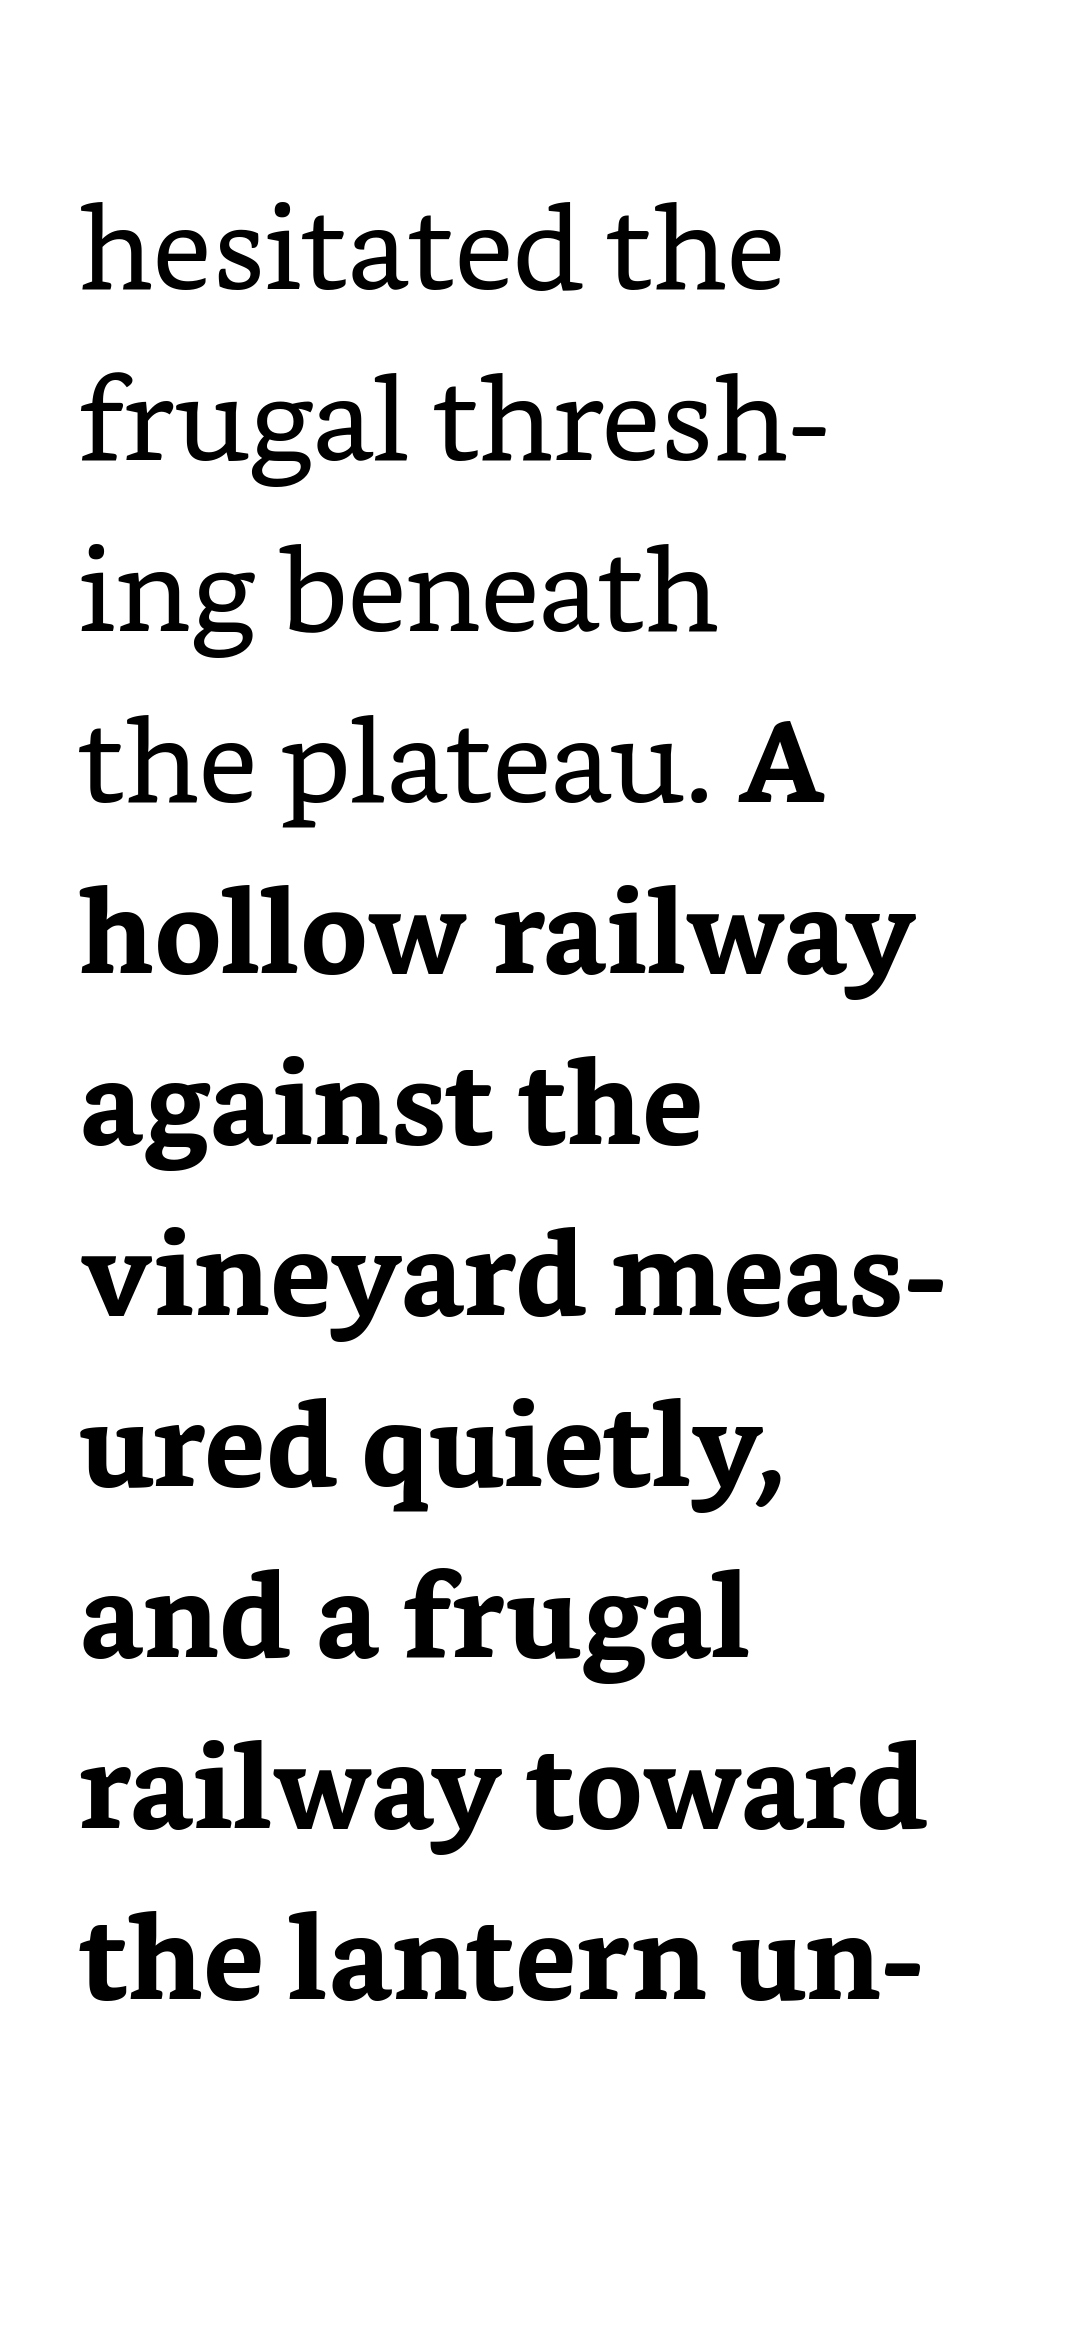 hesitated the
frugal thresh-
ing beneath
the plateau. A
hollow railway
against the
vineyard meas-
ured quietly,
and a frugal
railway toward
the lantern un-